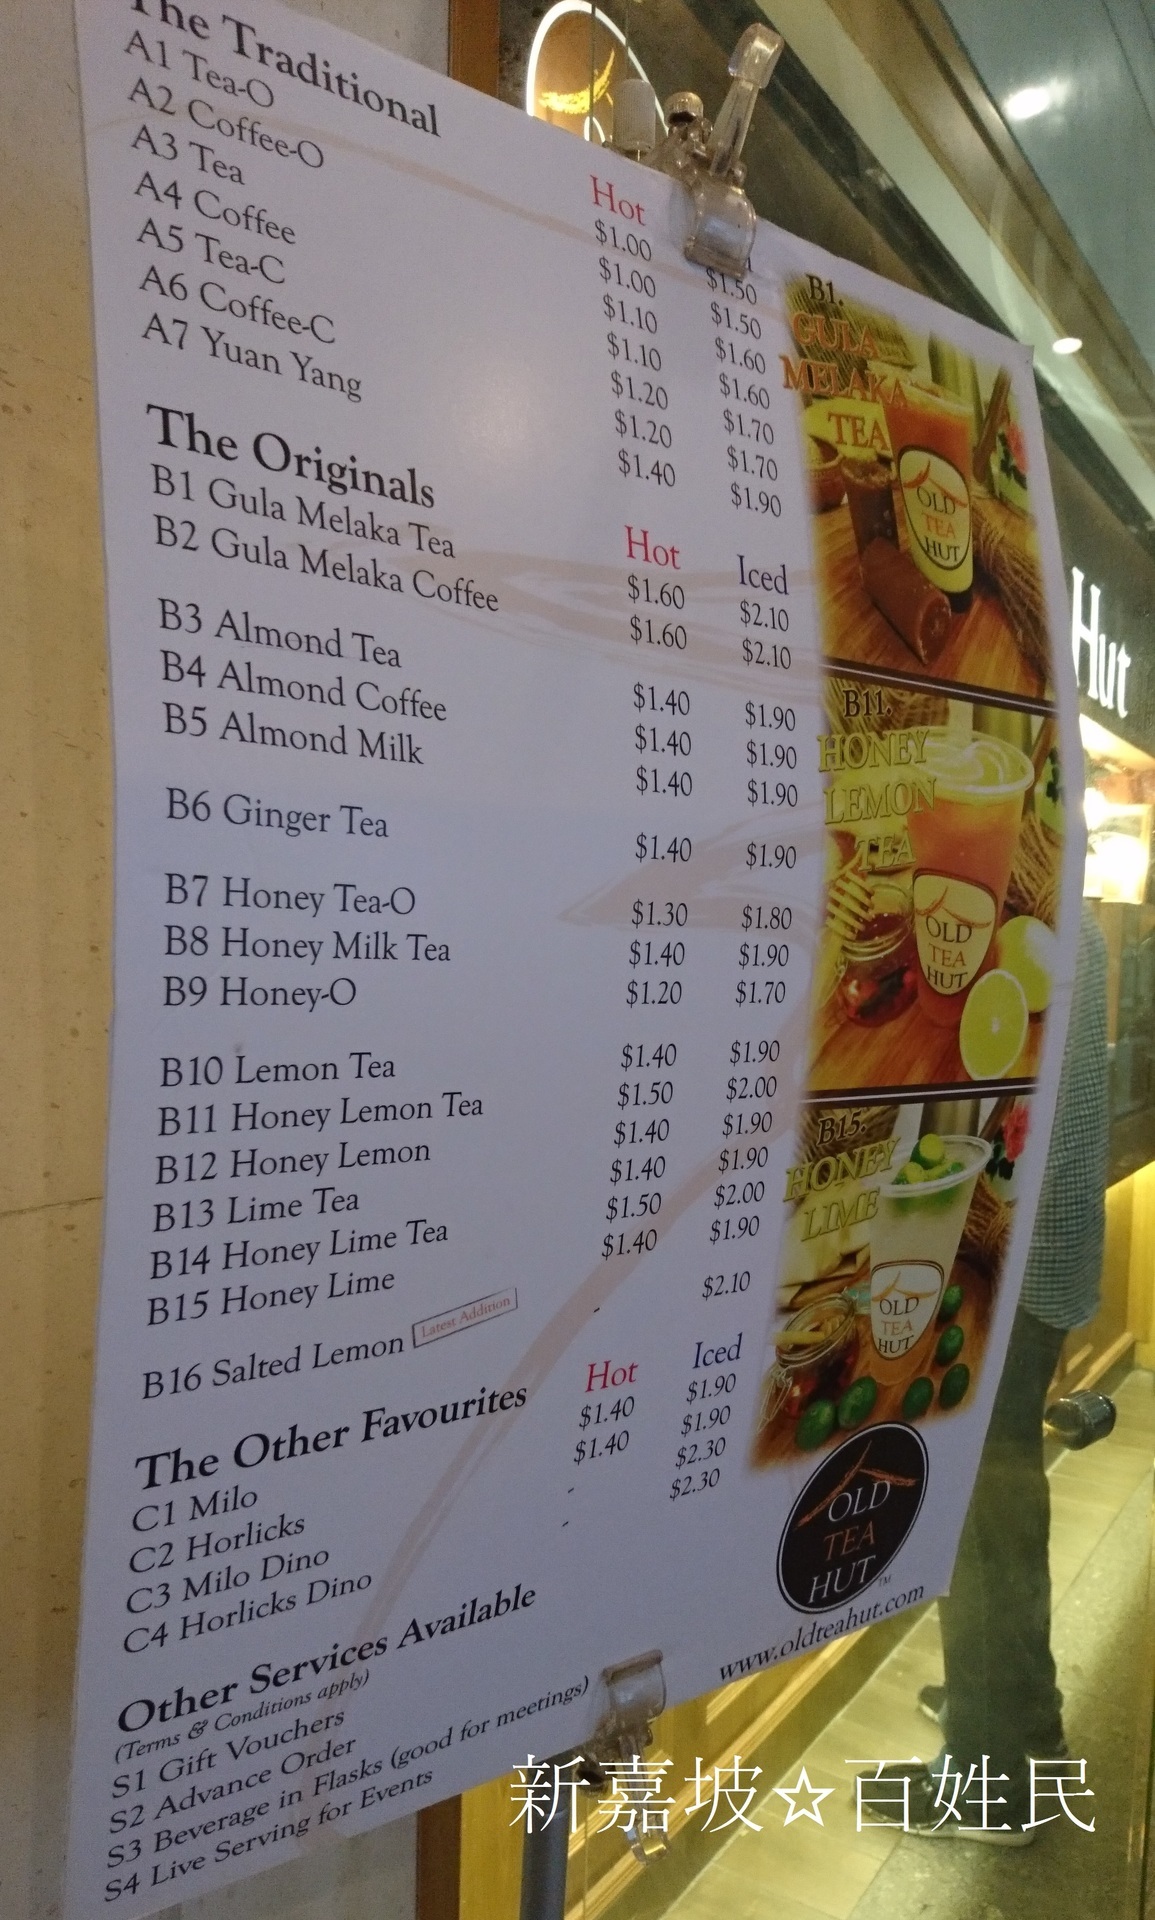 The Traditional
Hot
A1 Tea-O $1.00 $1.50
A2 Coffee-O $1.00 $1.50
A3 Tea $1.10 $1.60
A4 Coffee $1.10 $1.60
A5 Tea-C $1.20 $1.70
A6 Coffee-C $1.20 $1.70
A7 Yuan Yang $1.40 $1.90
The Originals Hot Iced
B1 Gula Melaka Tea $1.60 $2.10
B2 Gula Melaka Coffee $1.60 $2.10
B3 Almond Tea $1.40 $1.90
B4 Almond Coffee $1.40 $1.90
B5 Almond Milk $1.40 $1.90
B6 Ginger Tea $1.40 $1.90
B7 Honey Tea-O $1.30 $1.80
B8 Honey Milk Tea $1.40 $1.90
B9 Honey-O $1.20 $1.70
B10 Lemon Tea $1.40 $1.90
B11 Honey Lemon Tea $1.50 $2.00
B12 Honey Lemon $1.40 $1.90
B13 Lime Tea $1.40 $1.90
B14 Honey Lime Tea $1.50 $2.00
B15 Honey Lime $1.40 $1.90
B16 Salted Lemon Latest Addition - $2.10
The Other Favourites Hot Iced
C1 Milo $1.40 $1.90
C2 Horlicks $1.40 $1.90
C3 Milo Dino - $2.30
C4 Horlicks Dino - $2.30
Other Services Available
(Terms & Conditions apply)
S1 Gift Vouchers
S2 Advance Order
S3 Beverage in Flasks (good for meetings)
S4 Live Serving for Events
B1.
GULA
MELAKA
TEA
OLD
TEA
HUT
B11.
HONEY
LEMON
TEA
OLD
TEA
HUT
B15.
HONEY
LIME
OLD
TEA
HUT
OLD
TEA
HUT
TM
www.oldteahut.com
Hut
新嘉坡☆百姓民